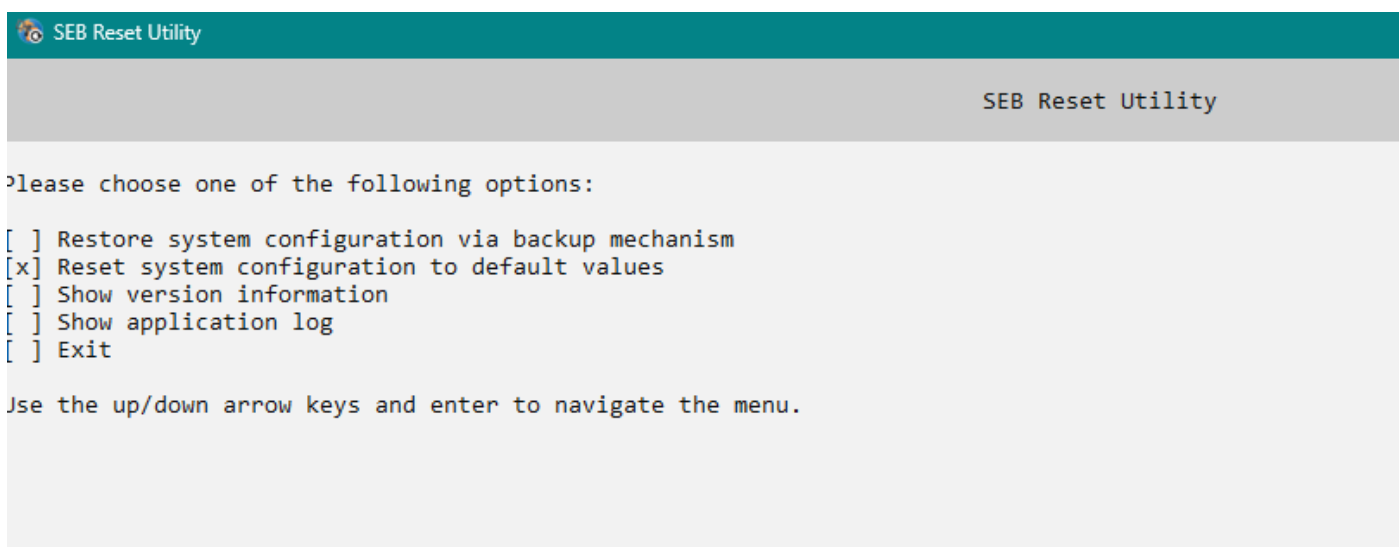 SEB Reset Utility
SEB Reset Utility
Please choose one of the following options:
[ ] Restore system configuration via backup mechanism
[x] Reset system configuration to default values
[ ] Show version information
[ ] Show application log
[ ] Exit
Use the up/down arrow keys and enter to navigate the menu.